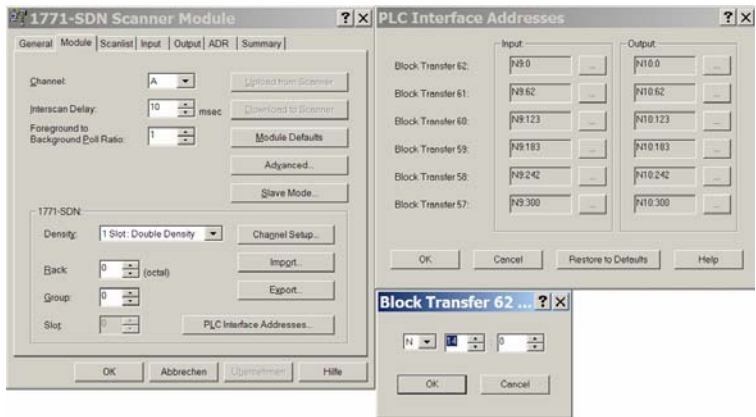 1771-SDN Scanner Module
General Module Scanlist Input Output ADR Summary
Channel: A
Upload from Scanner
Interscan Delay: 10 msec
Download to Scanner
Foreground to
Background Poll Ratio: 1
Module Defaults
Advanced...
Slave Mode...
1771-SDN:
Density: 1 Slot: Double Density
Channel Setup...
Rack: 0 (octal)
Import...
Group: 0
Export...
Slot: 0
PLC Interface Addresses...
OK Abbrechen Übernehmen Hilfe
PLC Interface Addresses
Input: Output:
Block Transfer 62: N9:0 ... N10:0 ...
Block Transfer 61: N9:62 ... N10:62 ...
Block Transfer 60: N9:123 ... N10:123 ...
Block Transfer 59: N9:183 ... N10:183 ...
Block Transfer 58: N9:242 ... N10:242 ...
Block Transfer 57: N9:300 ... N10:300 ...
OK Cancel Restore to Defaults Help
Block Transfer 62 ...
N 14 : 0
OK Cancel